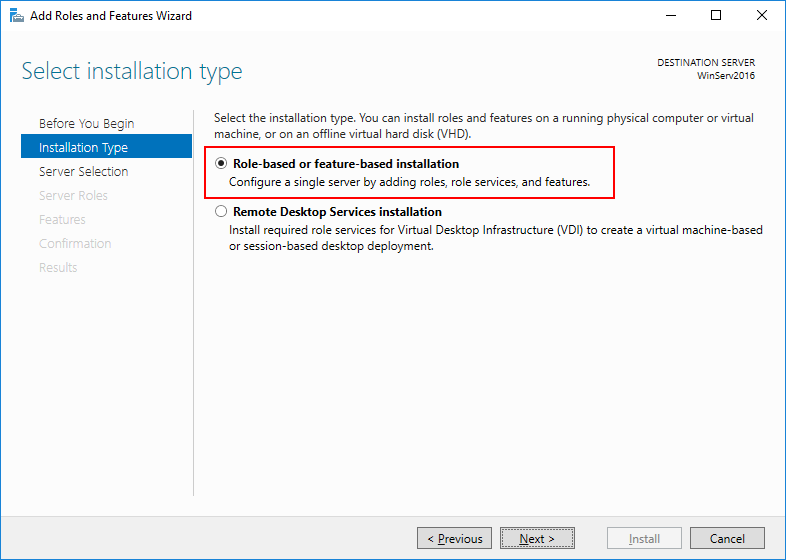 Add Roles and Features Wizard
Select installation type
DESTINATION SERVER
WinServ2016
Before You Begin
Installation Type
Server Selection
Server Roles
Features
Confirmation
Results
Select the installation type. You can install roles and features on a running physical computer or virtual
machine, or on an offline virtual hard disk (VHD).
Role-based or feature-based installation
Configure a single server by adding roles, role services, and features.
Remote Desktop Services installation
Install required role services for Virtual Desktop Infrastructure (VDI) to create a virtual machine-based
or session-based desktop deployment.
< Previous
Next >
Install
Cancel